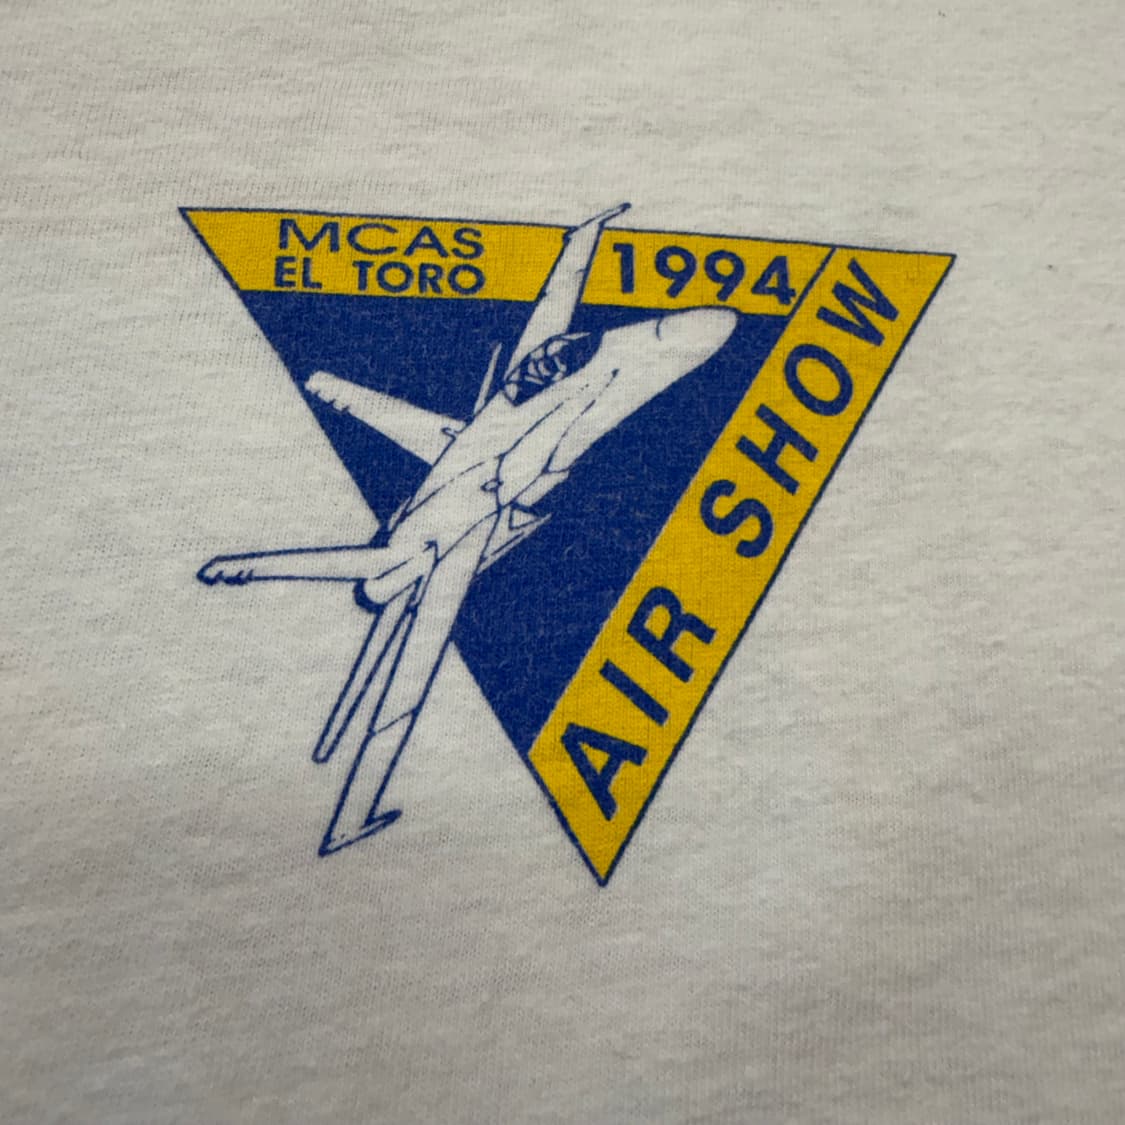 MCAS
EL TORO
1994
AIR SHOW